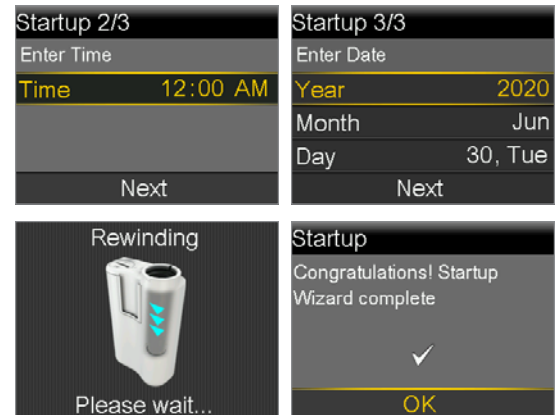 Startup 2/3
Enter Time
Time 12:00 AM
Next
Startup 3/3
Enter Date
Year 2020
Month Jun
Day 30, Tue
Next
Rewinding
Please wait...
Startup
Congratulations! Startup
Wizard complete
OK